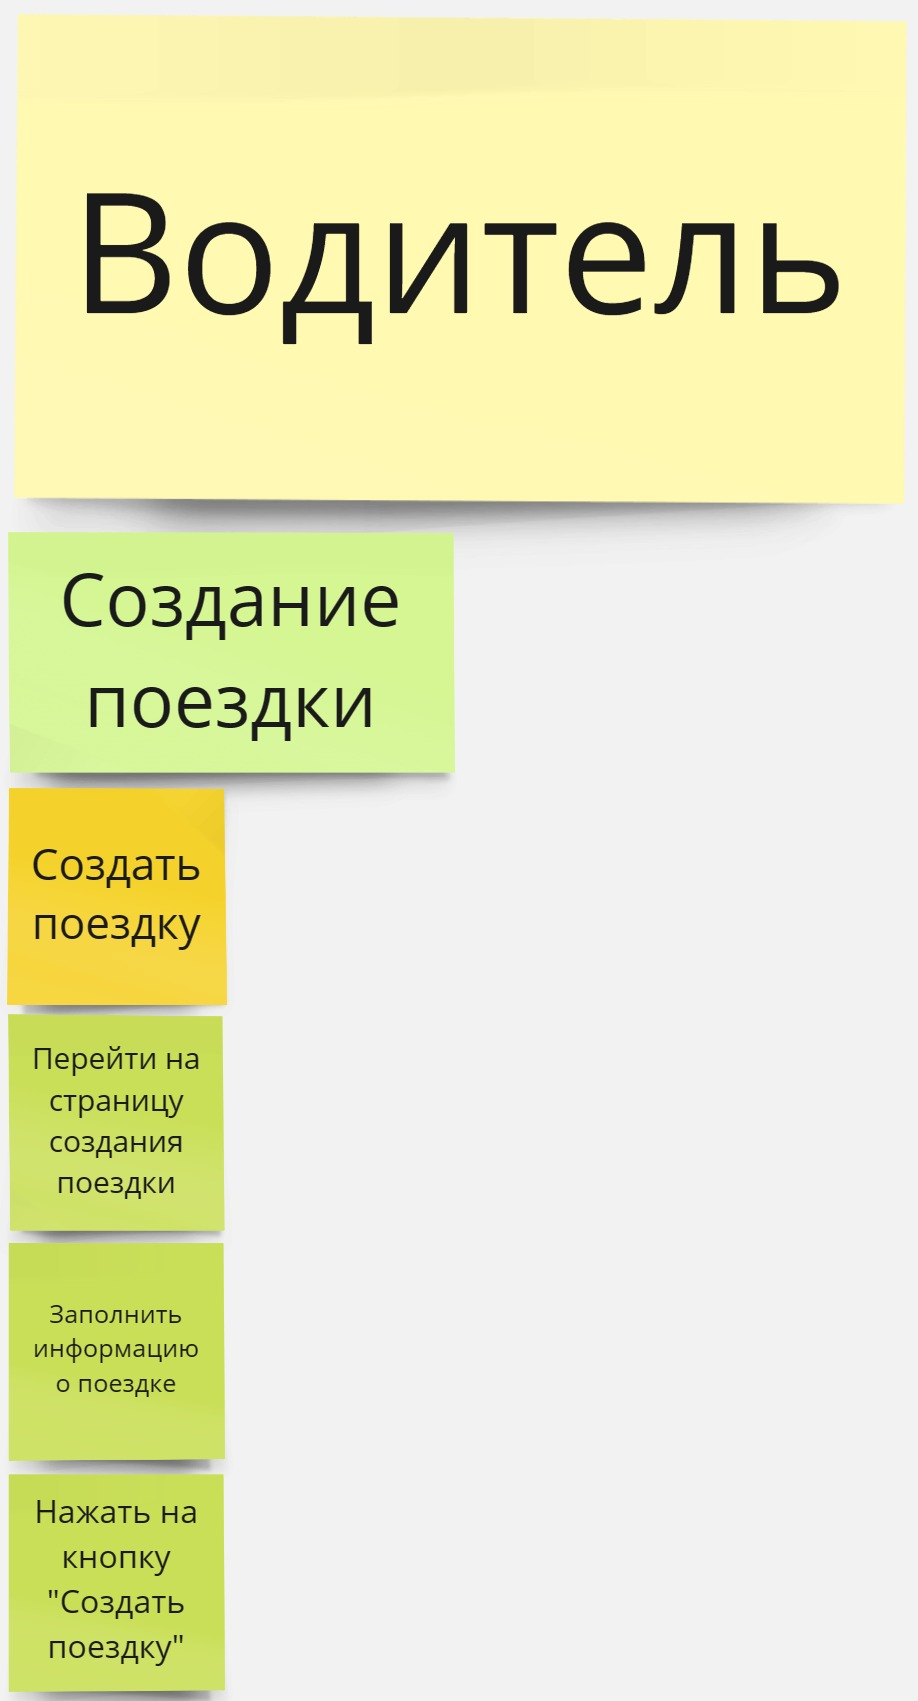 Водитель
Создание
поездки
Создать
поездку
Перейти на
страницу
создания
поездки
Заполнить
информацию
о поездке
Нажать на
кнопку
"Создать
поездку"